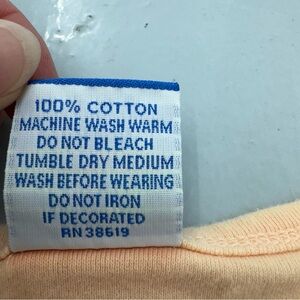 100% COTTON
MACHINE WASH WARM
DO NOT BLEACH
TUMBLE DRY MEDIUM
WASH BEFORE WEARING
DO NOT IRON
IF DECORATED
RN 38619